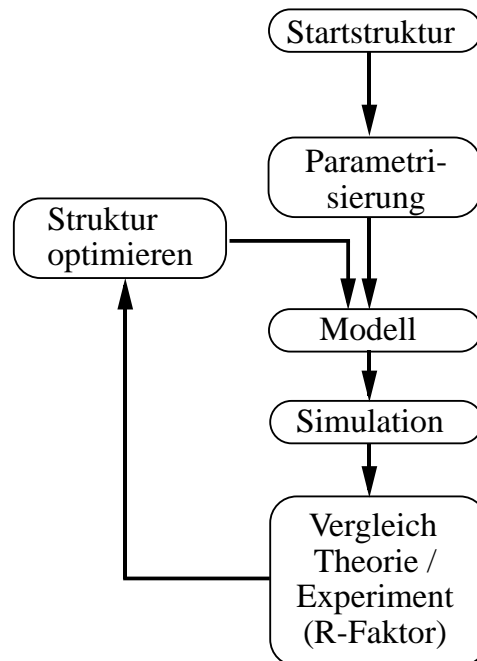 Startstruktur
Parametri-
sierung
Struktur
optimieren
Modell
Simulation
Vergleich
Theorie /
Experiment
(R-Faktor)